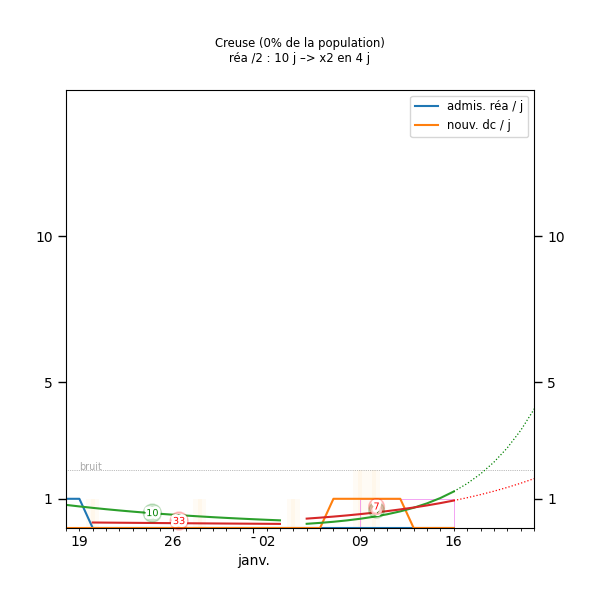 Creuse (0% de la population)
réa /2 : 10 j –> x2 en 4 j
admis. réa / j
nouv. dc / j
10
10
5
5
bruit
1
1
-10
-33
7
19
26
- 02
09
16
janv.